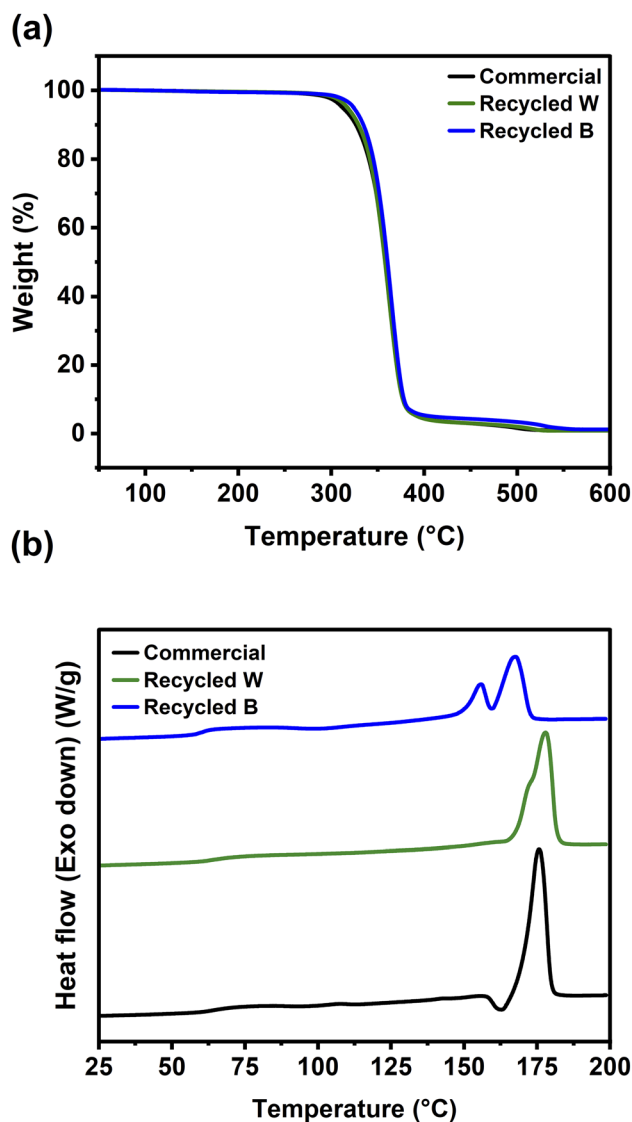 (a)
Weight (%)
100
80
60
40
20
0
Commercial
Recycled W
Recycled B
100
200
300
400
500
600
Temperature (°C)
(b)
Heat flow (Exo down) (W/g)
Commercial
Recycled W
Recycled B
25
50
75
100
125
150
175
200
Temperature (°C)